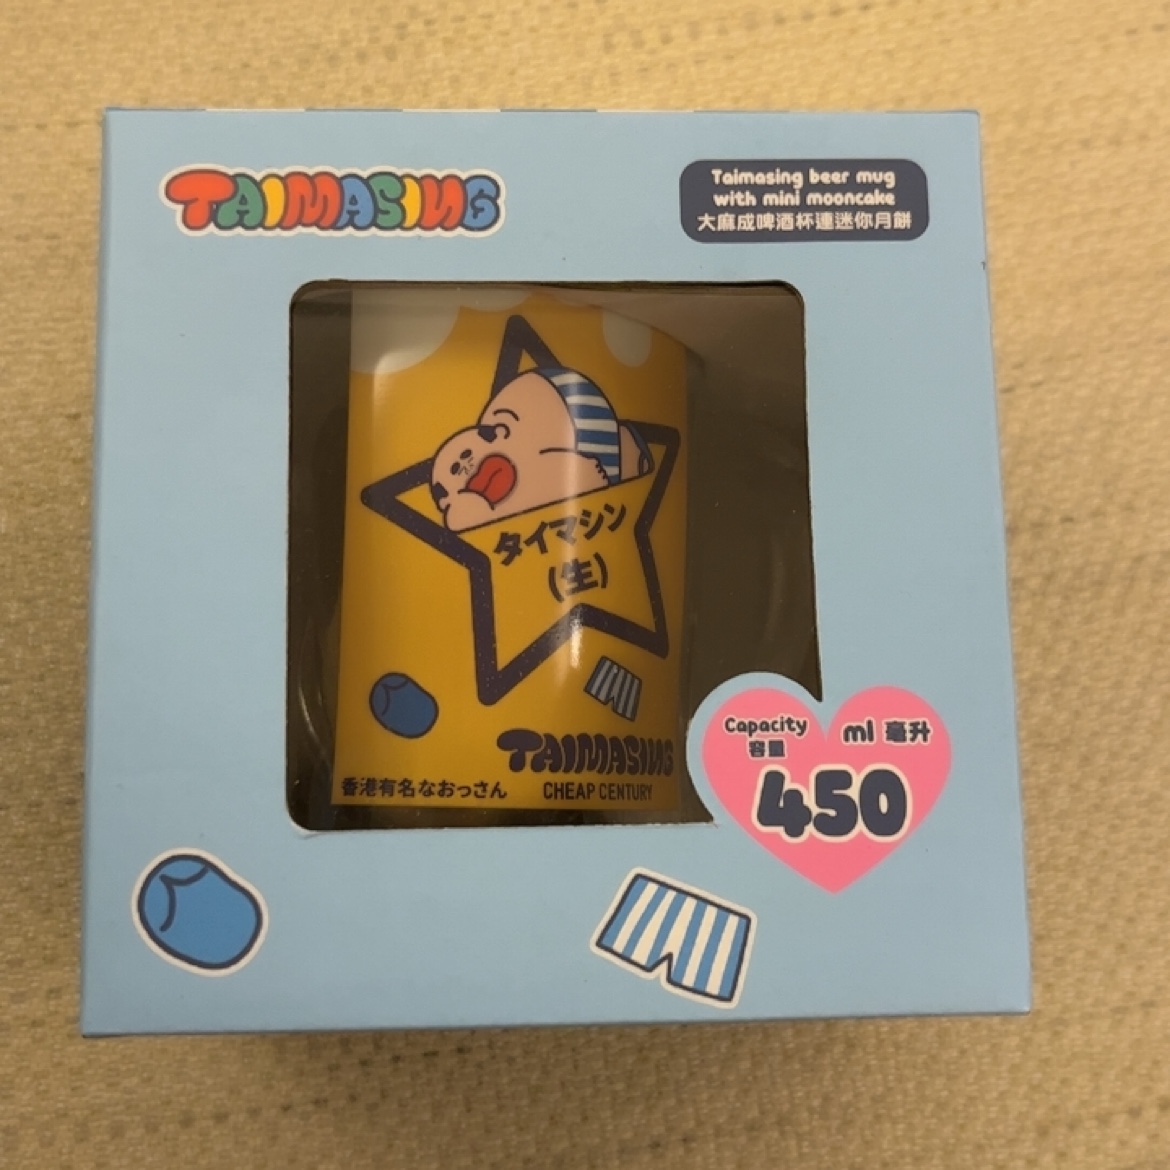 TAIMASING
Taimasing beer mug
with mini mooncake
大麻成啤酒杯連迷你月餅
タイマシン
(生)
TAIMASING
香港有名なおっさん
CHEAP CENTURY
Capacity
容量
ml 毫升
450